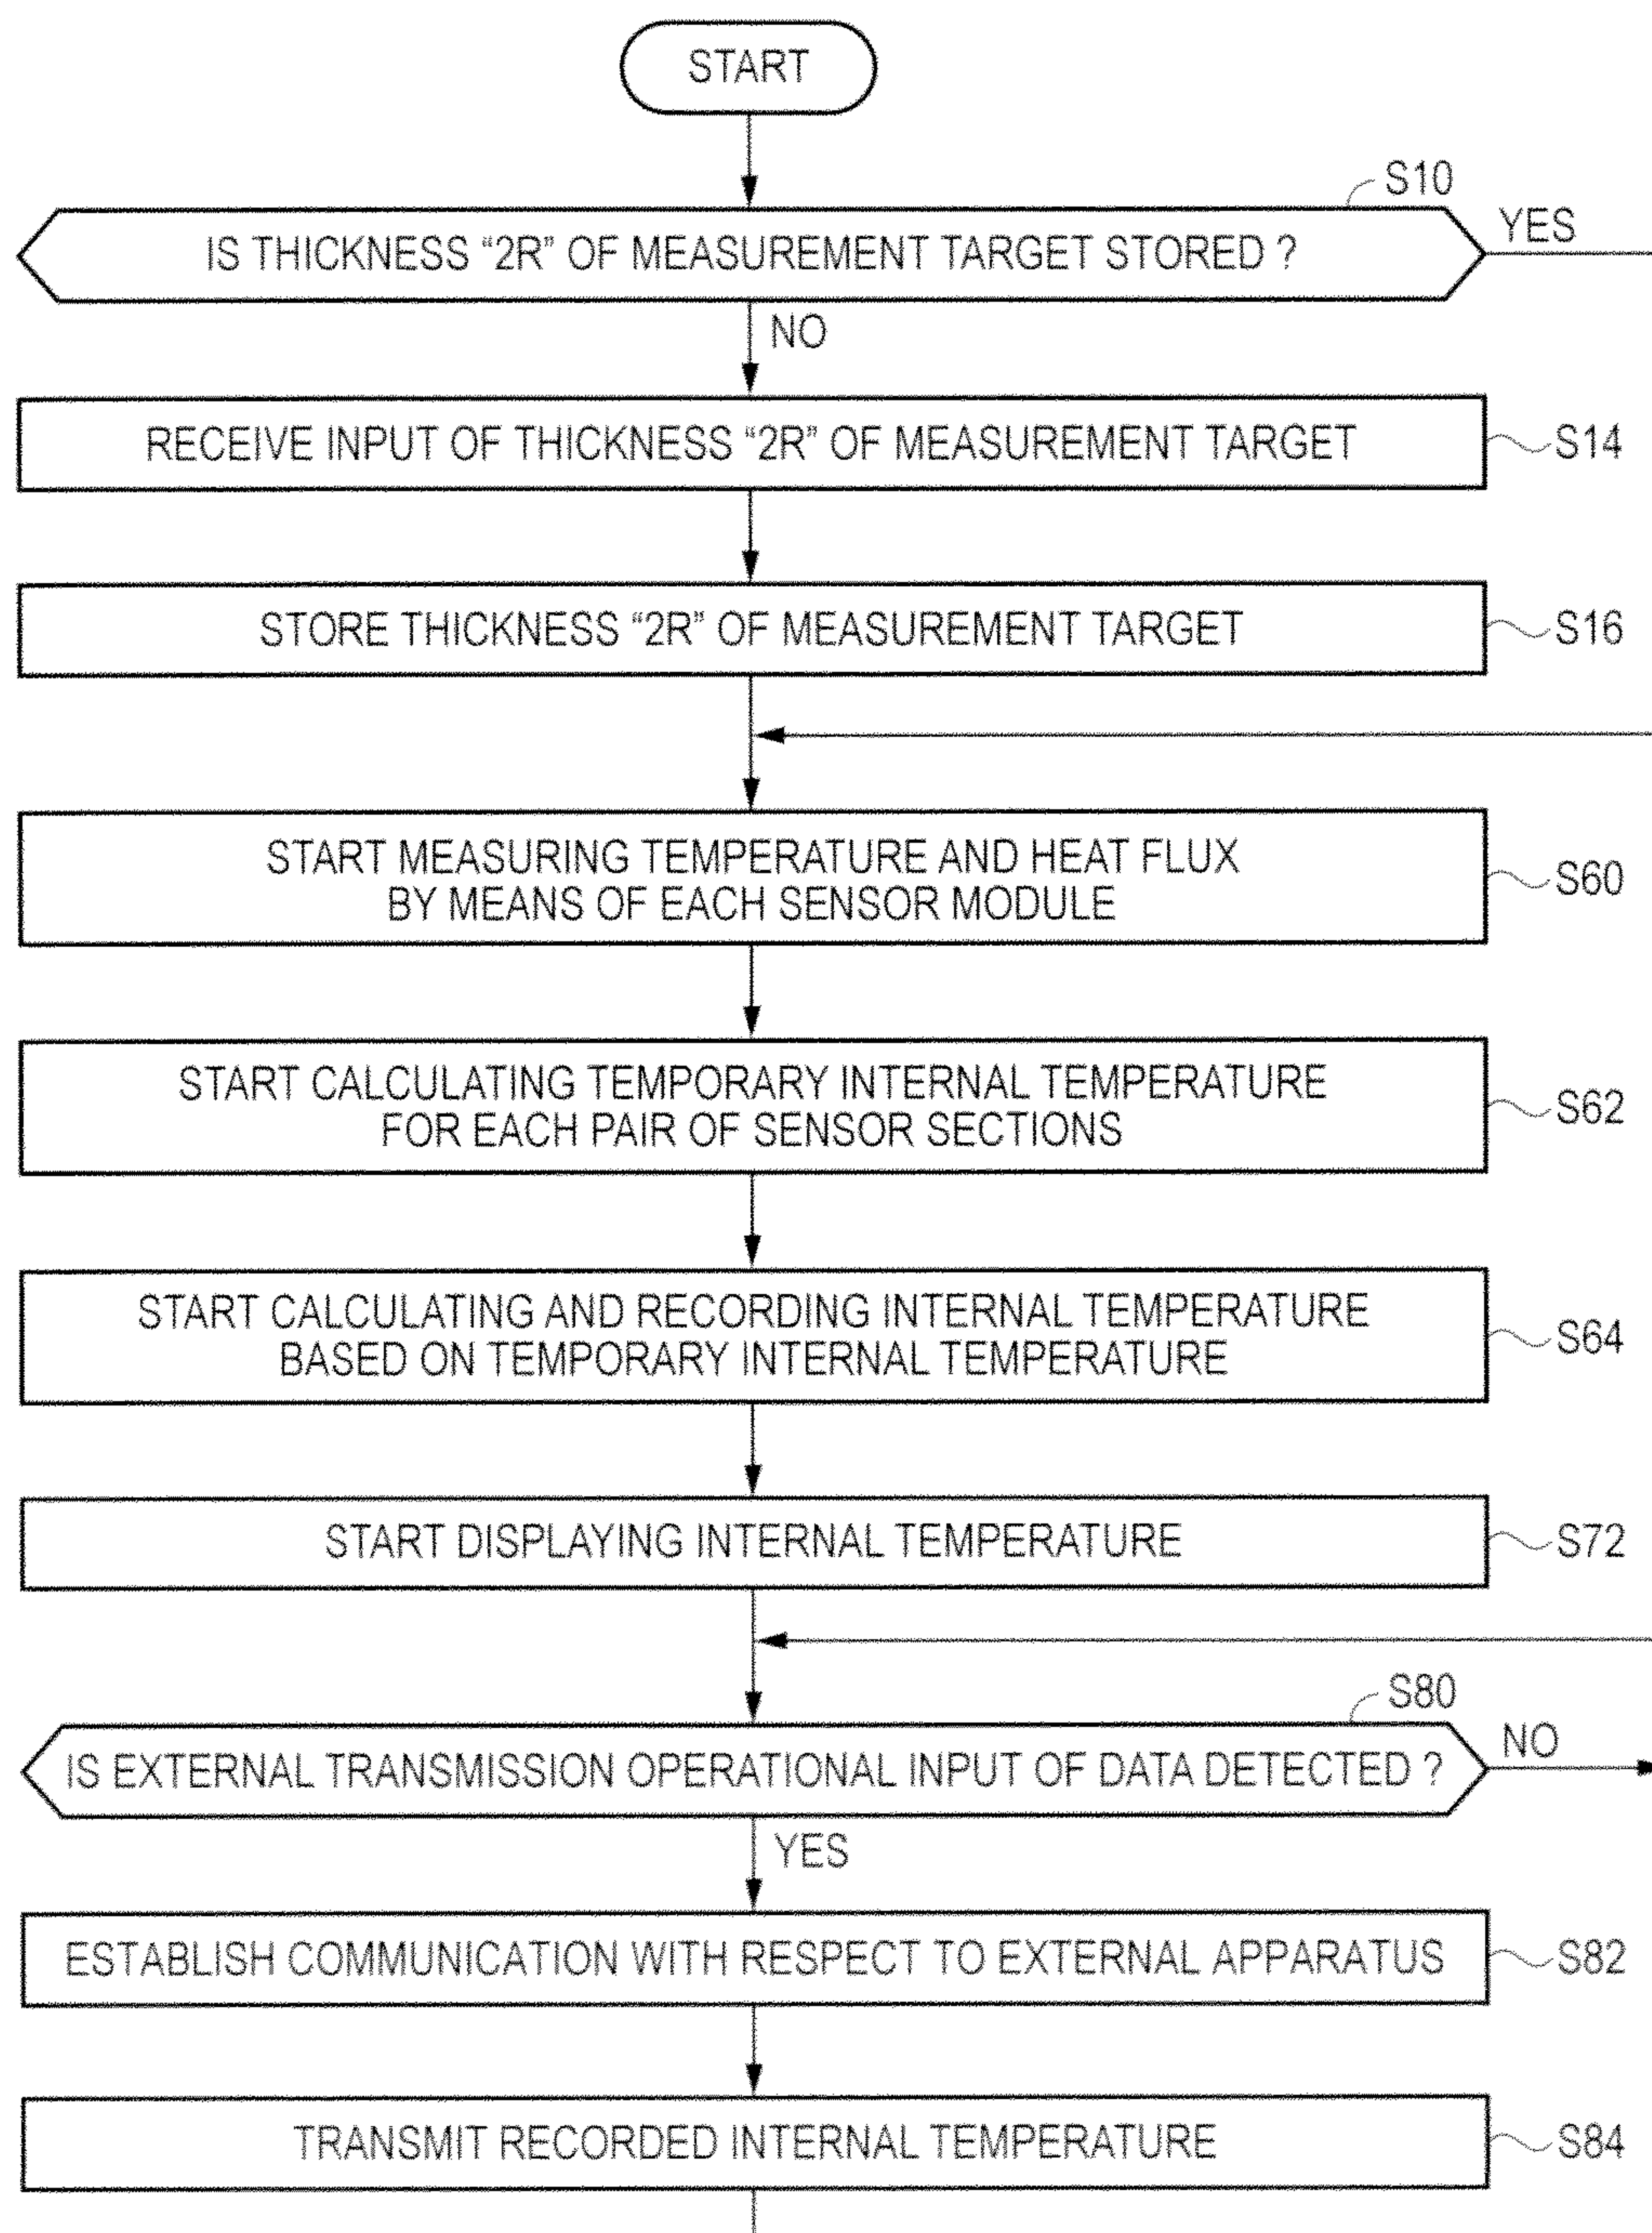 START
S10
IS THICKNESS “2R” OF MEASUREMENT TARGET STORED ?
YES
NO
RECEIVE INPUT OF THICKNESS “2R” OF MEASUREMENT TARGET
S14
STORE THICKNESS “2R” OF MEASUREMENT TARGET
S16
START MEASURING TEMPERATURE AND HEAT FLUX
BY MEANS OF EACH SENSOR MODULE
S60
START CALCULATING TEMPORARY INTERNAL TEMPERATURE
FOR EACH PAIR OF SENSOR SECTIONS
S62
START CALCULATING AND RECORDING INTERNAL TEMPERATURE
BASED ON TEMPORARY INTERNAL TEMPERATURE
S64
START DISPLAYING INTERNAL TEMPERATURE
S72
S80
IS EXTERNAL TRANSMISSION OPERATIONAL INPUT OF DATA DETECTED ?
NO
YES
ESTABLISH COMMUNICATION WITH RESPECT TO EXTERNAL APPARATUS
S82
TRANSMIT RECORDED INTERNAL TEMPERATURE
S84